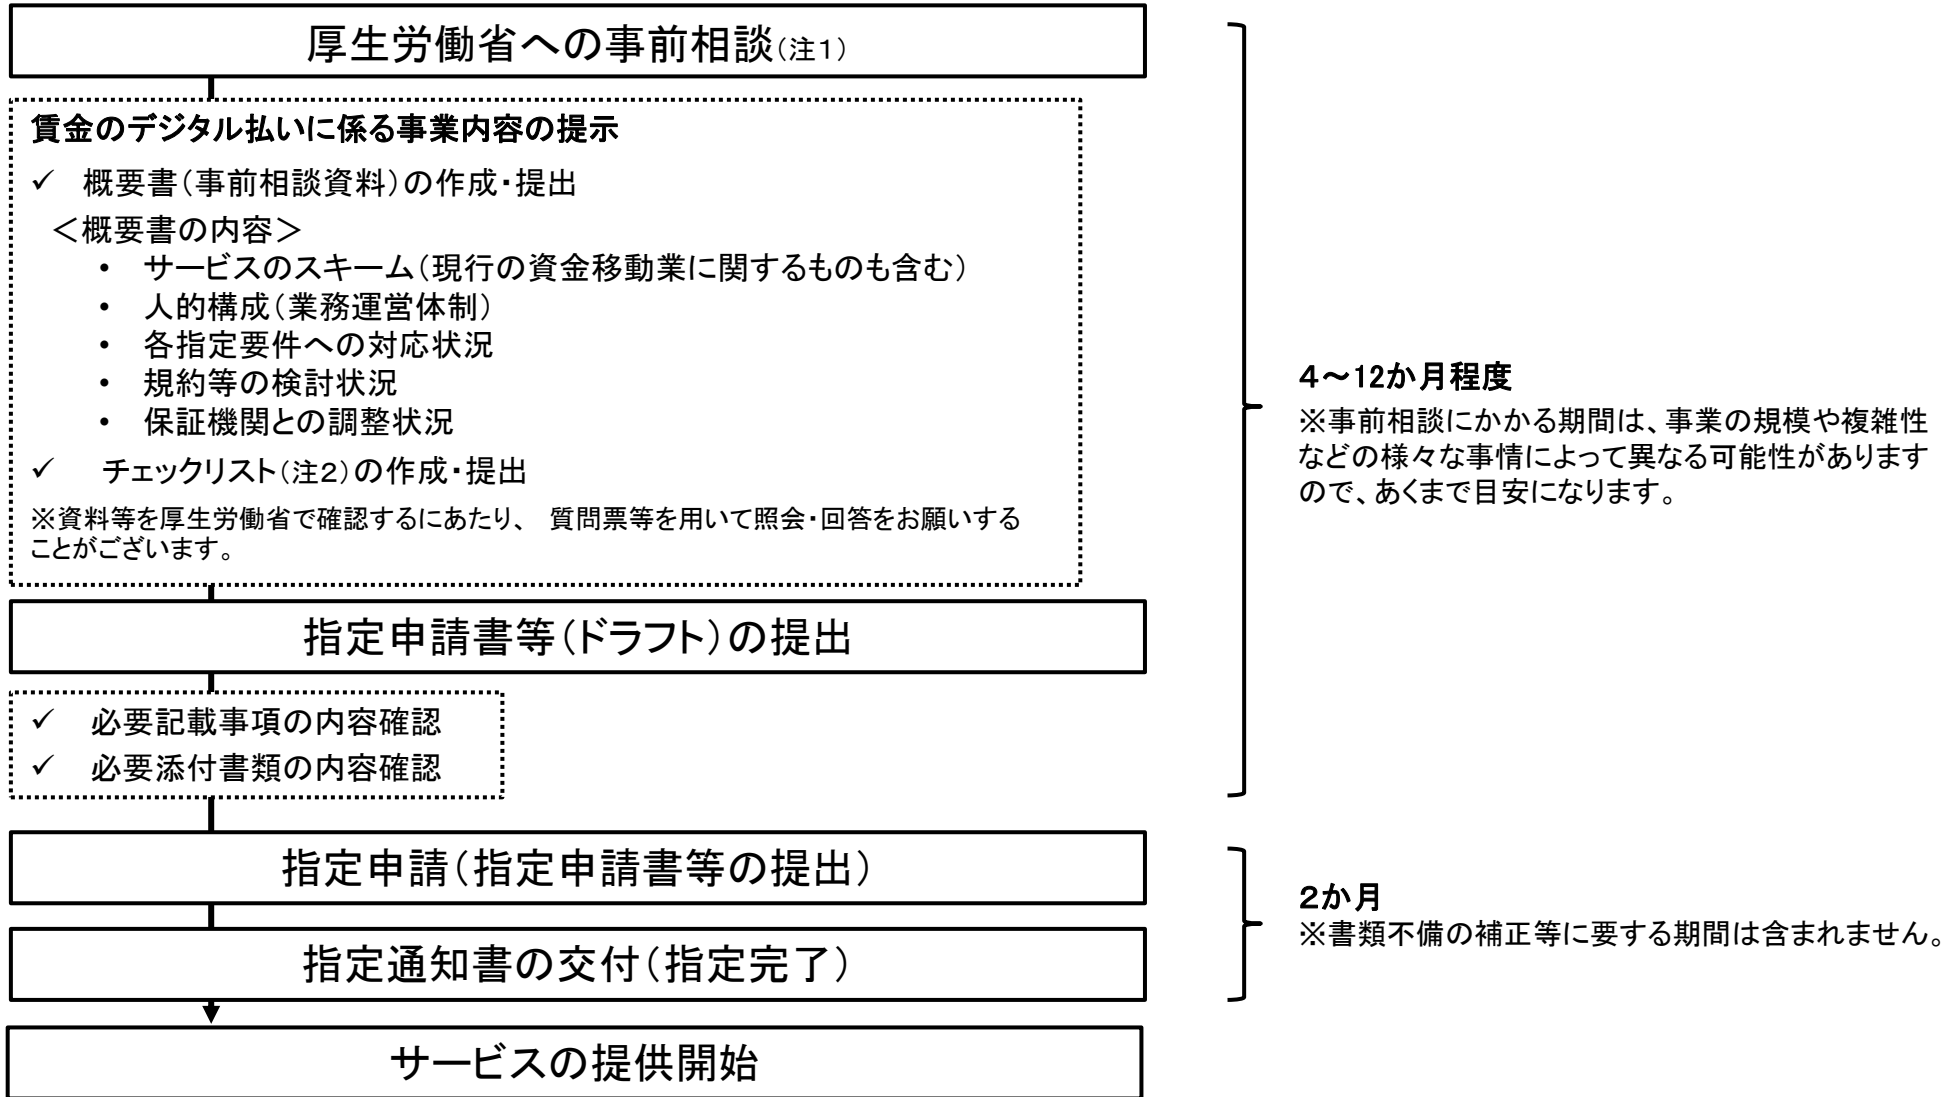 厚生労働省への事前相談(注1)
賃金のデジタル払いに係る事業内容の提示
✓ 概要書(事前相談資料)の作成・提出
＜概要書の内容＞
• サービスのスキーム(現行の資金移動業に関するものも含む)
• 人的構成(業務運営体制)
• 各指定要件への対応状況
• 規約等の検討状況
• 保証機関との調整状況
✓ チェックリスト(注2)の作成・提出
※資料等を厚生労働省で確認するにあたり、 質問票等を用いて照会・回答をお願いする
ことがございます。
指定申請書等(ドラフト)の提出
✓ 必要記載事項の内容確認
✓ 必要添付書類の内容確認
4～12か月程度
※事前相談にかかる期間は、事業の規模や複雑性
などの様々な事情によって異なる可能性があります
ので、あくまで目安になります。
指定申請(指定申請書等の提出)
指定通知書の交付(指定完了)
2か月
※書類不備の補正等に要する期間は含まれません。
サービスの提供開始